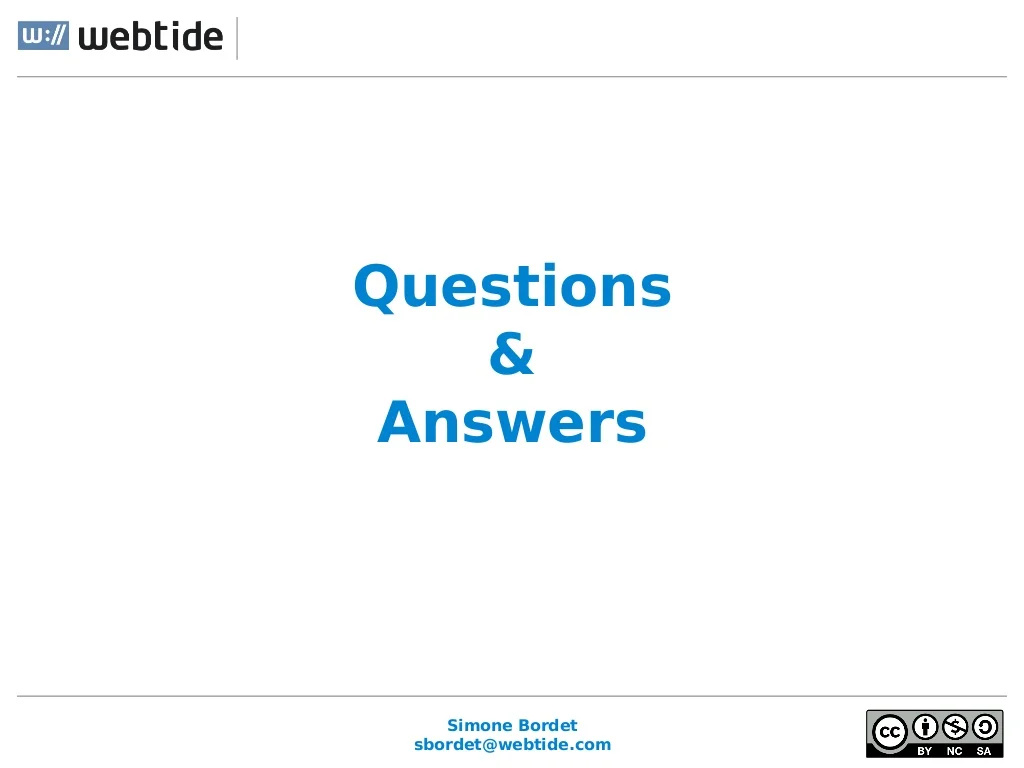 w:// webtide
Questions
&
Answers
Simone Bordet
sbordet@webtide.com
cc
BY NC SA